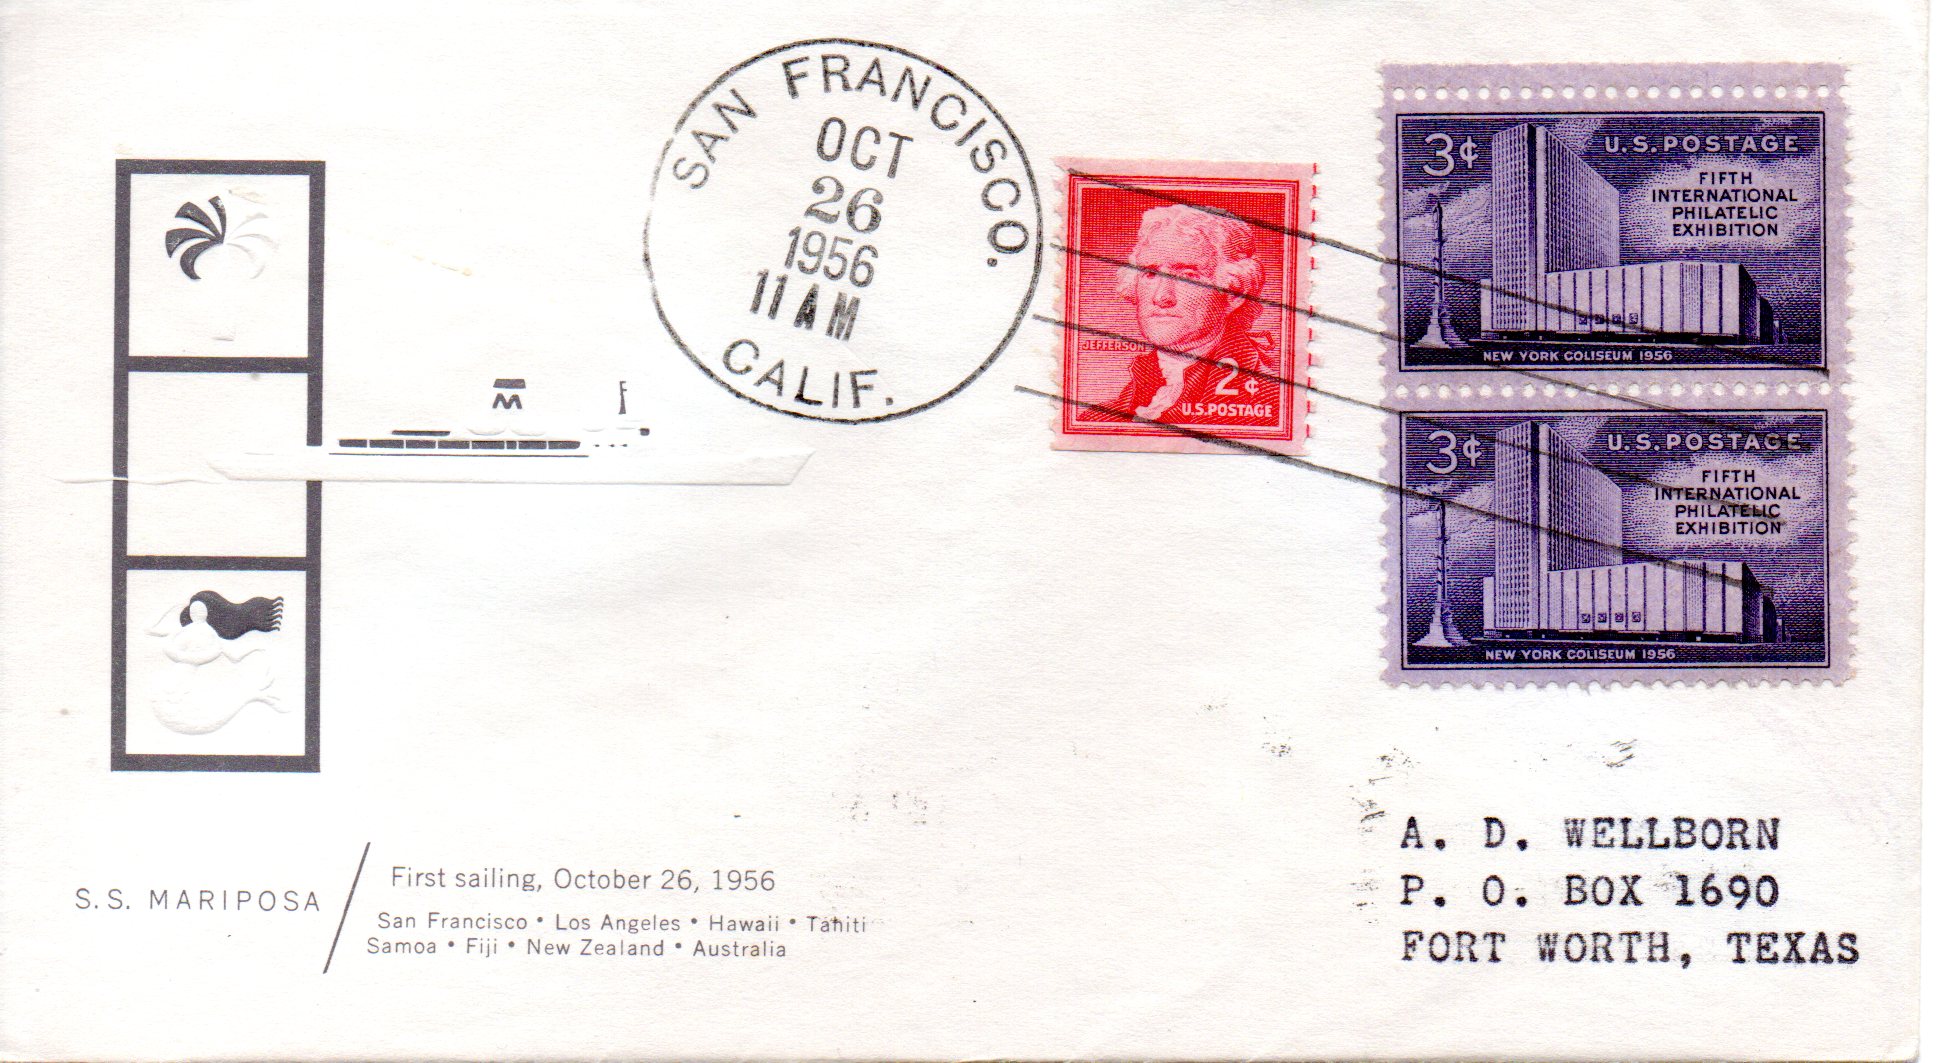 SAN FRANCISCO.
OCT
26
1956
11 AM
CALIF.
JEFFERSON
2¢
U.S.POSTAGE
3¢
U.S.POSTAGE
FIFTH
INTERNATIONAL
PHILATELIC
EXHIBITION
NEW YORK COLISEUM 1956
3¢
U.S.POSTAGE
FIFTH
INTERNATIONAL
PHILATELIC
EXHIBITION
NEW YORK COLISEUM 1956
M
S.S. MARIPOSA
First sailing, October 26, 1956
San Francisco • Los Angeles • Hawaii • Tahiti
Samoa • Fiji • New Zealand • Australia
A. D. WELLBORN
P. O. BOX 1690
FORT WORTH, TEXAS